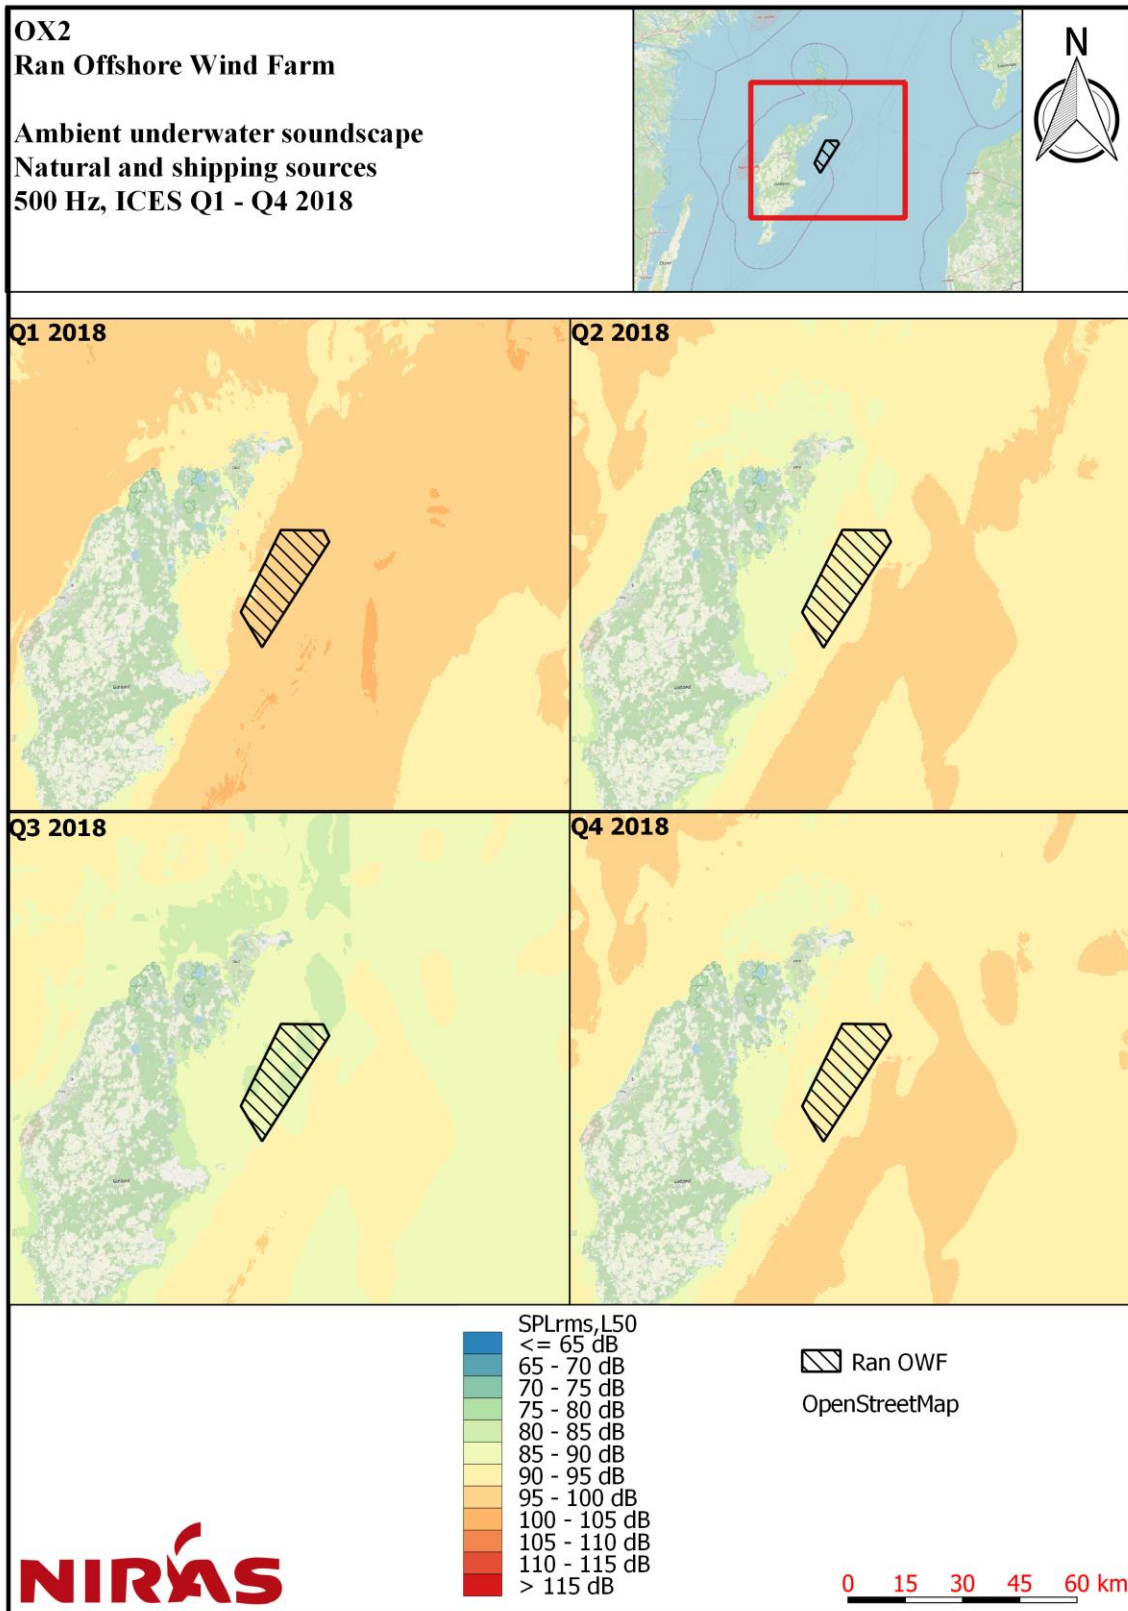 OX2
Ran Offshore Wind Farm
Ambient underwater soundscape
Natural and shipping sources
500 Hz, ICES Q1 - Q4 2018
N
Q1 2018
Q2 2018
Q3 2018
Q4 2018
SPLrms,L50
<= 65 dB
65 - 70 dB
70 - 75 dB
75 - 80 dB
80 - 85 dB
85 - 90 dB
90 - 95 dB
95 - 100 dB
100 - 105 dB
105 - 110 dB
110 - 115 dB
> 115 dB
Ran OWF
OpenStreetMap
NIRAS
0 15 30 45 60 km